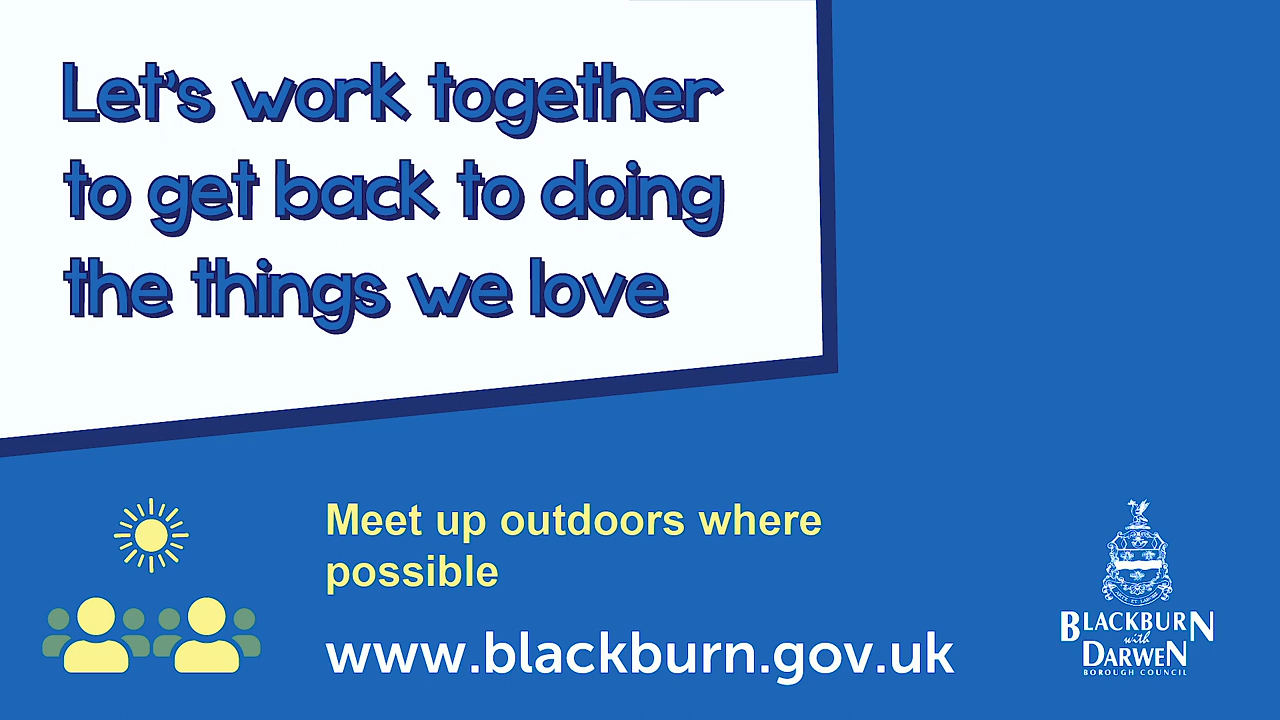 Let's work together
to get back to doing
the things we love
Meet up outdoors where
possible
www.blackburn.gov.uk
BLACKBURN
with
DARWEN
BOROUGH COUNCIL